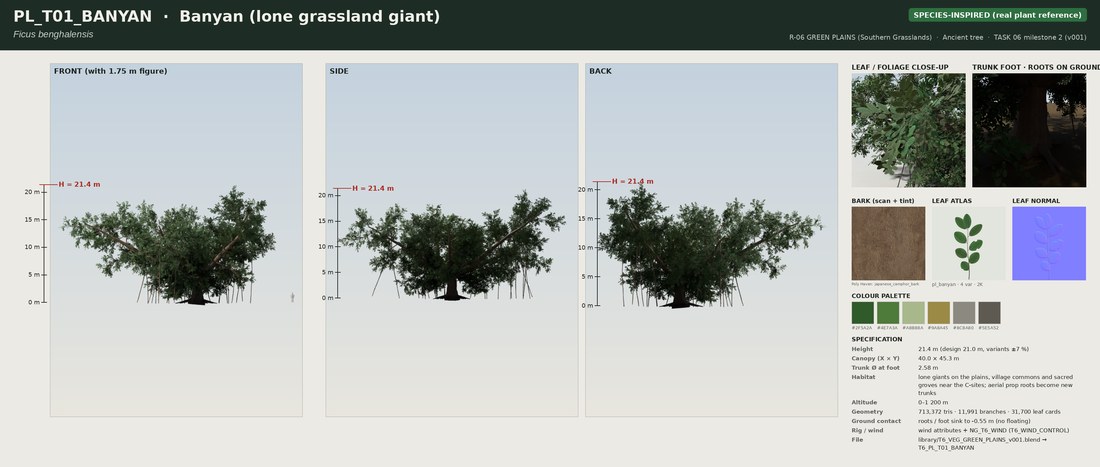 PL_T01_BANYAN · Banyan (lone grassland giant)
Ficus benghalensis
SPECIES-INSPIRED (real plant reference)
R-06 GREEN PLAINS (Southern Grasslands) · Ancient tree · TASK 06 milestone 2 (v001)
FRONT (with 1.75 m figure)
H = 21.4 m
20 m
15 m
10 m
5 m
0 m
SIDE
H = 21.4 m
20 m
15 m
10 m
5 m
0 m
BACK
H = 21.4 m
20 m
15 m
10 m
5 m
0 m
LEAF / FOLIAGE CLOSE-UP
TRUNK FOOT · ROOTS ON GROUND
BARK (scan + tint)
LEAF ATLAS
LEAF NORMAL
pl_banyan · 4 var · 2K
COLOUR PALETTE
SPECIFICATION
Height 21.4 m (design 21.0 m, variants ±7 %)
Canopy (X × Y) 40.0 × 45.3 m
Trunk Ø at foot 2.58 m
Habitat lone giants on the plains, village commons and sacred
groves near the C-sites; aerial prop roots become new
trunks
Altitude 0–1 200 m
Geometry 713,372 tris · 11,991 branches · 31,700 leaf cards
Ground contact roots / foot sink to -0.55 m (no floating)
Rig / wind wind attributes + NG_T6_WIND (T6_WIND_CONTROL)
File library/T6_VEG_GREEN_PLAINS_v001.blend →
T6_PL_T01_BANYAN